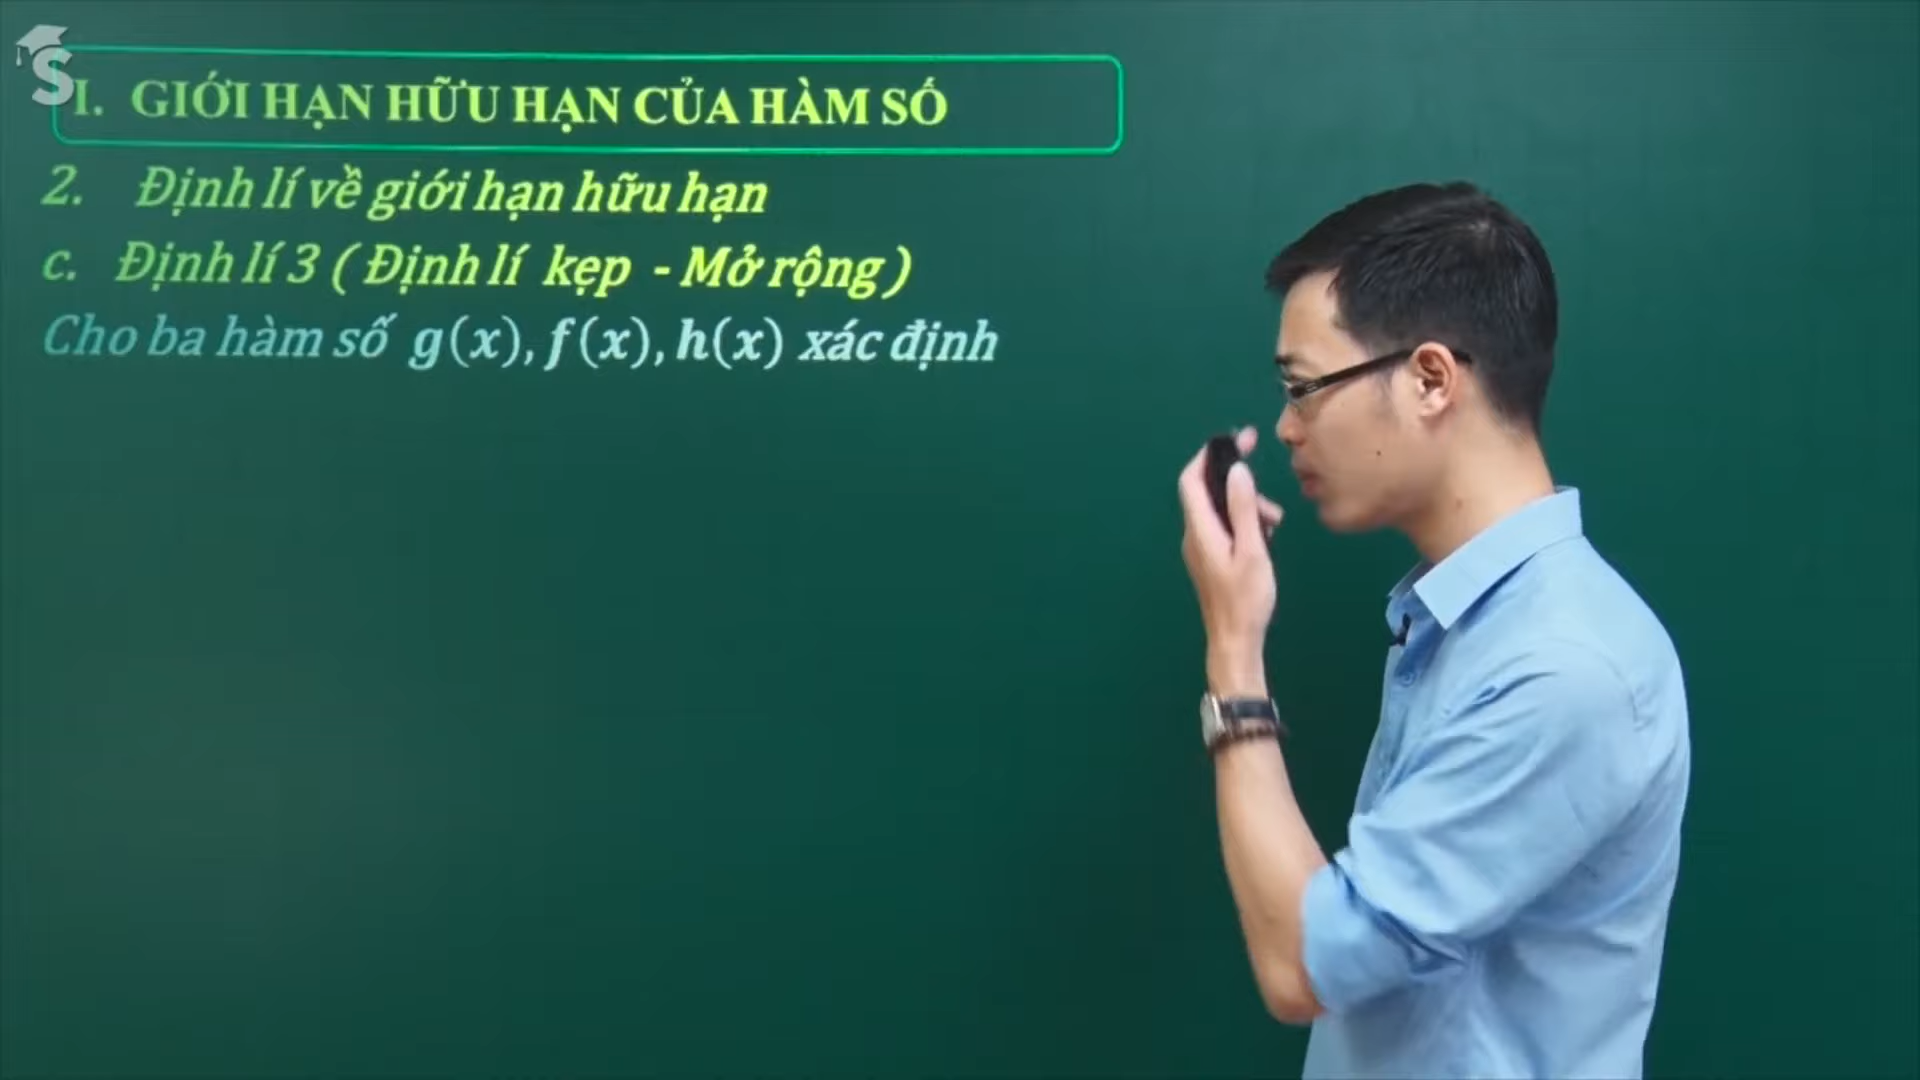 I. GIỚI HẠN HỮU HẠN CỦA HÀM SỐ
2. Định lí về giới hạn hữu hạn
c. Định lí 3 ( Định lí kẹp - Mở rộng )
Cho ba hàm số g(x), f(x), h(x) xác định